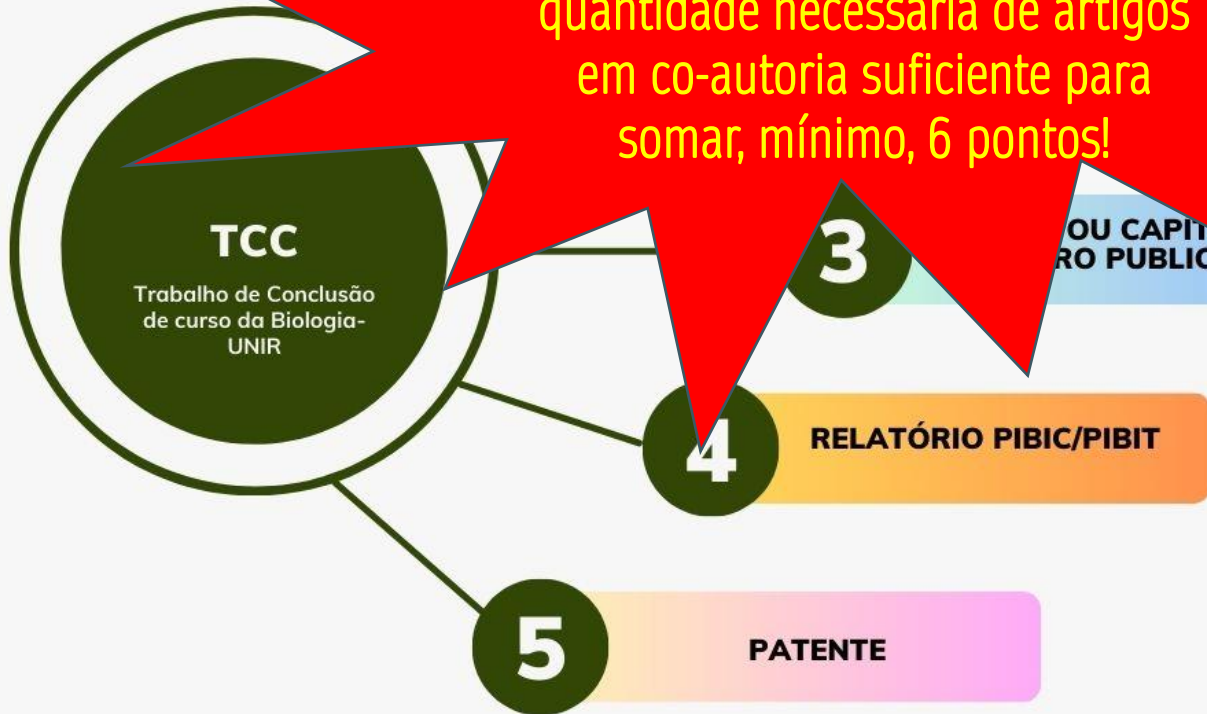 quantidade necessária de artigos
em co-autoria suficiente para
somar, mínimo, 6 pontos!
TCC
Trabalho de Conclusão
de curso da Biologia-
UNIR
3
OU
4
RELATÓRIO PIBIC/PIBIT
5
PATENTE